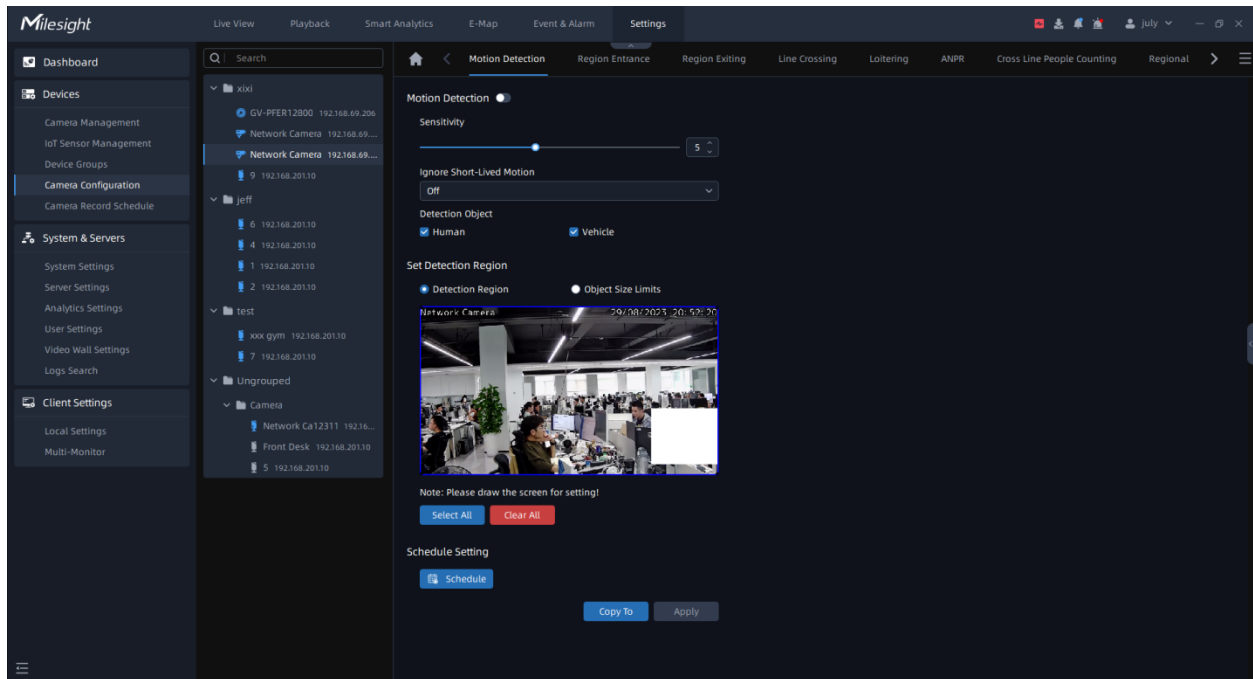 Milesight
Live View Playback Smart Analytics E-Map Event & Alarm Settings july
Dashboard
Devices
Camera Management
IoT Sensor Management
Device Groups
Camera Configuration
Camera Record Schedule
System & Servers
System Settings
Server Settings
Analytics Settings
User Settings
Video Wall Settings
Logs Search
Client Settings
Local Settings
Multi-Monitor
Search
xixi
GV-PFER12800 192.168.69.206
Network Camera 192.168.69....
Network Camera 192.168.69....
9 192.168.201.10
jeff
6 192.168.201.10
4 192.168.201.10
1 192.168.201.10
2 192.168.201.10
test
xxx gym 192.168.201.10
7 192.168.201.10
Ungrouped
Camera
Network Ca12311 192.16...
Front Desk 192.168.201.10
5 192.168.201.10
Motion Detection Region Entrance Region Exiting Line Crossing Loitering ANPR Cross Line People Counting Regional
Motion Detection
Sensitivity
5
Ignore Short-Lived Motion
Off
Detection Object
Human Vehicle
Set Detection Region
Detection Region Object Size Limits
Network Camera 29/08/2023 20:52:20
Note: Please draw the screen for setting!
Select All Clear All
Schedule Setting
Schedule
Copy To Apply